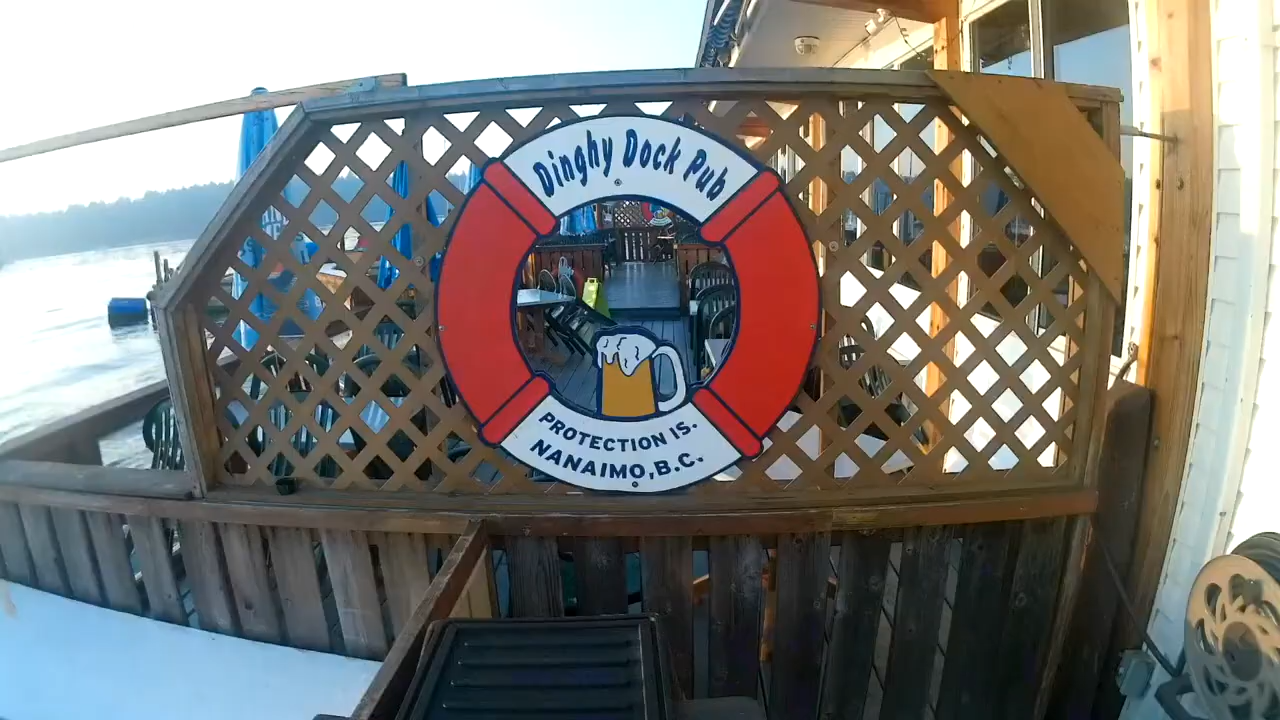 Dinghy Dock Pub
PROTECTION IS.
NANAIMO, B.C.